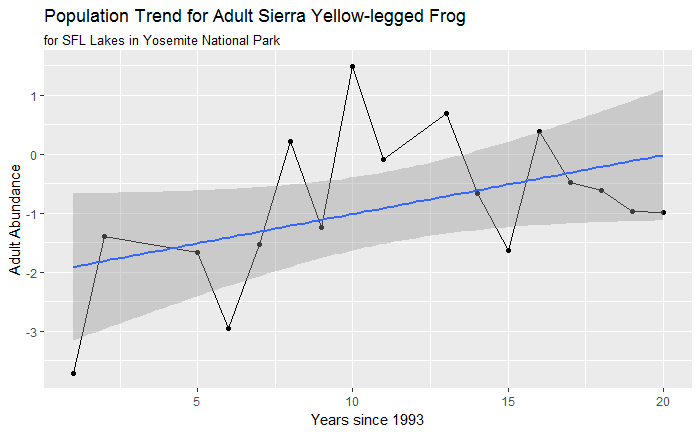 Population Trend for Adult Sierra Yellow-legged Frog
for SFL Lakes in Yosemite National Park
Adult Abundance
1
0
-1
-2
-3
5 10 15 20
Years since 1993